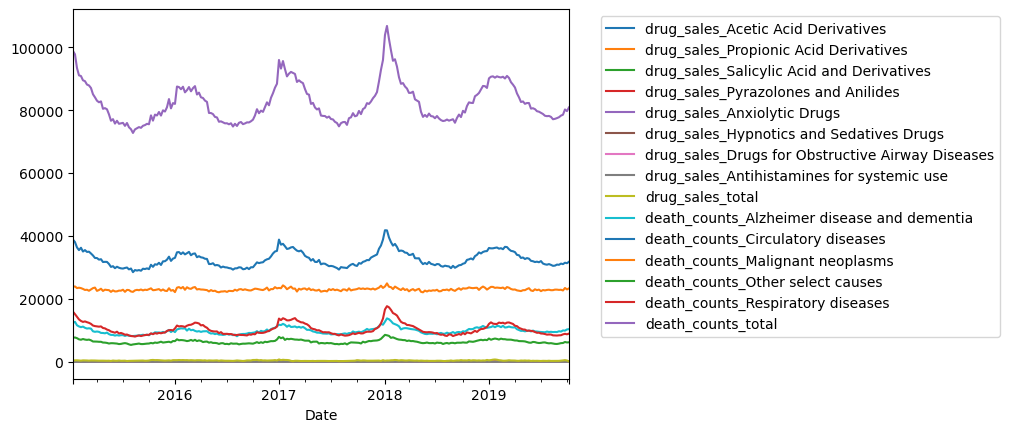 100000
80000
60000
40000
20000
0
2016 2017 2018 2019
Date
drug_sales_Acetic Acid Derivatives
drug_sales_Propionic Acid Derivatives
drug_sales_Salicylic Acid and Derivatives
drug_sales_Pyrazolones and Anilides
drug_sales_Anxiolytic Drugs
drug_sales_Hypnotics and Sedatives Drugs
drug_sales_Drugs for Obstructive Airway Diseases
drug_sales_Antihistamines for systemic use
drug_sales_total
death_counts_Alzheimer disease and dementia
death_counts_Circulatory diseases
death_counts_Malignant neoplasms
death_counts_Other select causes
death_counts_Respiratory diseases
death_counts_total